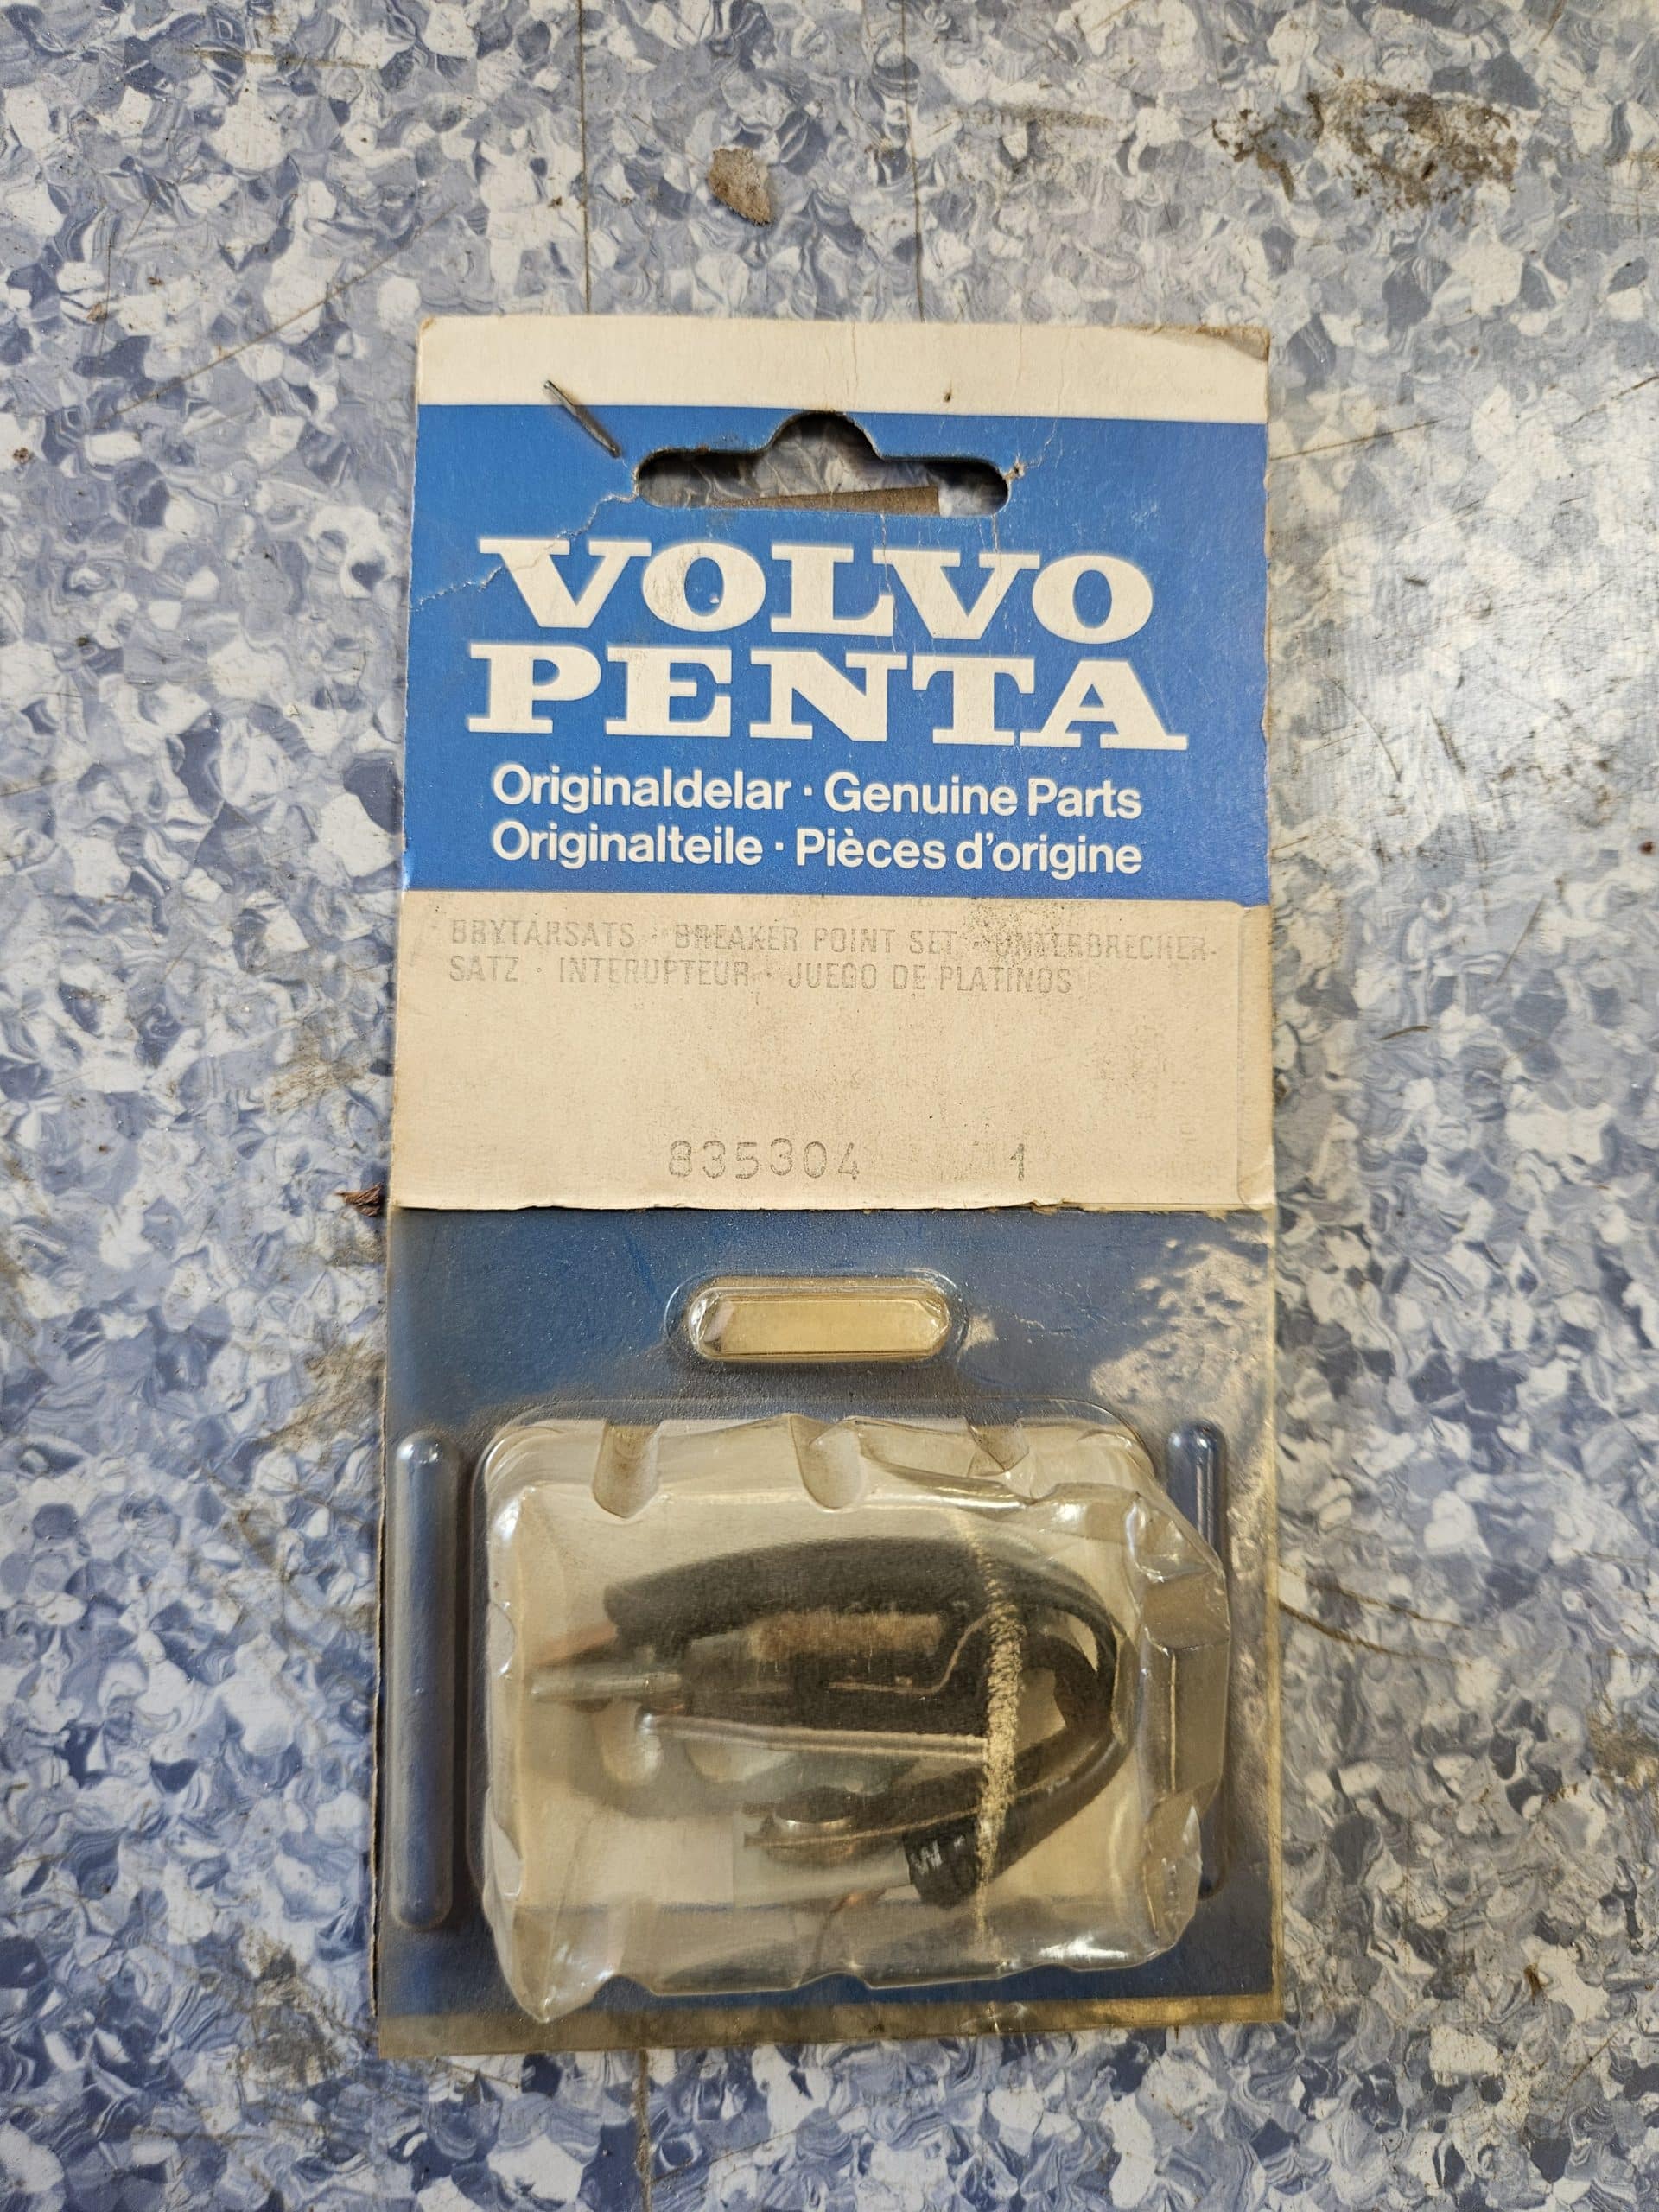 VOLVO
PENTA
Originaldelar · Genuine Parts
Originalteile · Pièces d'origine
BRYTARSATS · BREAKER POINT SET · UNTERBRECHER-
SATZ · INTERUPTEUR · JUEGO DE PLATINOS
835304 1